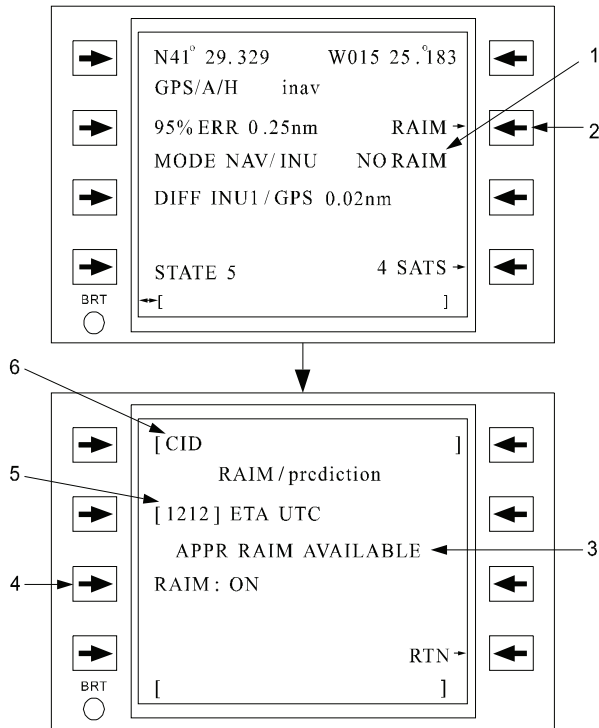 N41° 29.329 W015 25.°183
GPS/A/H inav
1
95% ERR 0.25nm RAIM→
2
MODE NAV/INU NO RAIM
DIFF INU1/GPS 0.02nm
STATE 5 4 SATS→
BRT
↔[ ]
6
[CID ]
RAIM/prediction
5
[1212] ETA UTC
APPR RAIM AVAILABLE
3
4
RAIM: ON
RTN→
BRT
[ ]